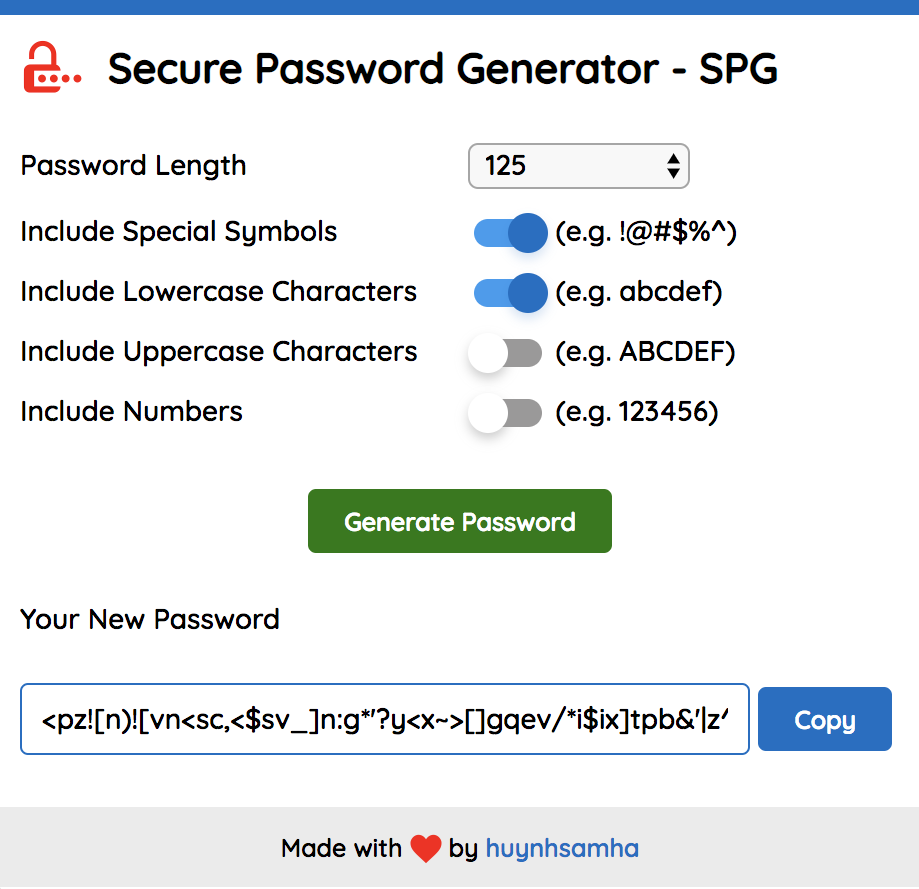 Secure Password Generator - SPG
Password Length 125
Include Special Symbols (e.g. !@#$%^)
Include Lowercase Characters (e.g. abcdef)
Include Uppercase Characters (e.g. ABCDEF)
Include Numbers (e.g. 123456)
Generate Password
Your New Password
<pz![n)![vn<sc,<$sv_]n:g*'?y<x~>[]gqev/*i$ix]tpb&'|z^ Copy
Made with ❤ by huynhsamha